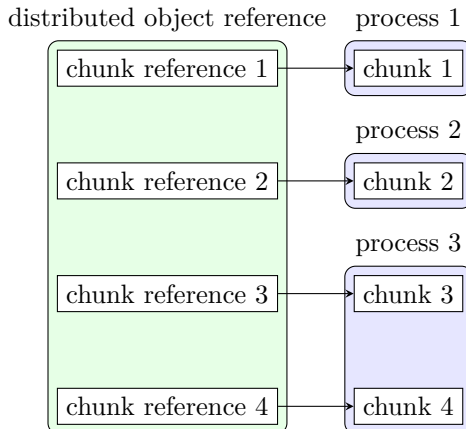 distributed object reference
process 1
chunk reference 1
chunk 1
process 2
chunk reference 2
chunk 2
process 3
chunk reference 3
chunk 3
chunk reference 4
chunk 4